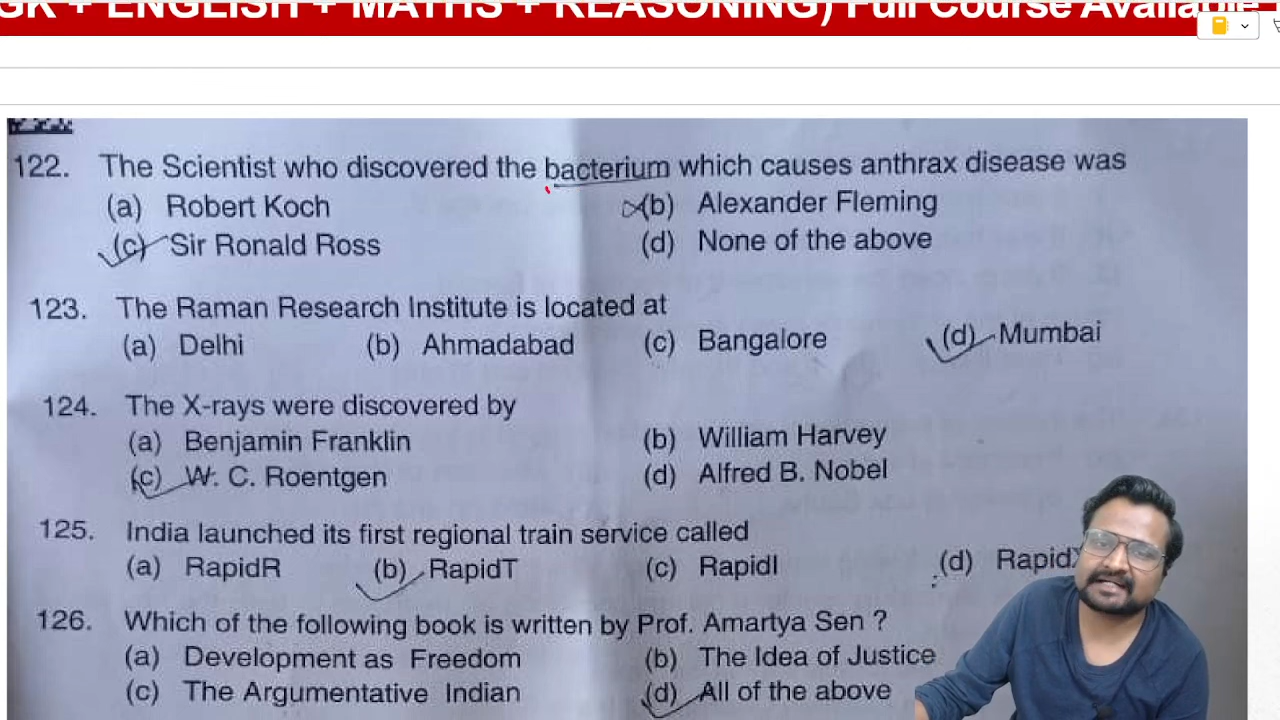 GK + ENGLISH + MATHS + REASONING) Full Course Available
122. The Scientist who discovered the bacterium which causes anthrax disease was
(a) Robert Koch (b) Alexander Fleming
(c) Sir Ronald Ross (d) None of the above
123. The Raman Research Institute is located at
(a) Delhi (b) Ahmadabad (c) Bangalore (d) Mumbai
124. The X-rays were discovered by
(a) Benjamin Franklin (b) William Harvey
(c) W. C. Roentgen (d) Alfred B. Nobel
125. India launched its first regional train service called
(a) RapidR (b) RapidT (c) RapidI (d) RapidX
126. Which of the following book is written by Prof. Amartya Sen ?
(a) Development as Freedom (b) The Idea of Justice
(c) The Argumentative Indian (d) All of the above